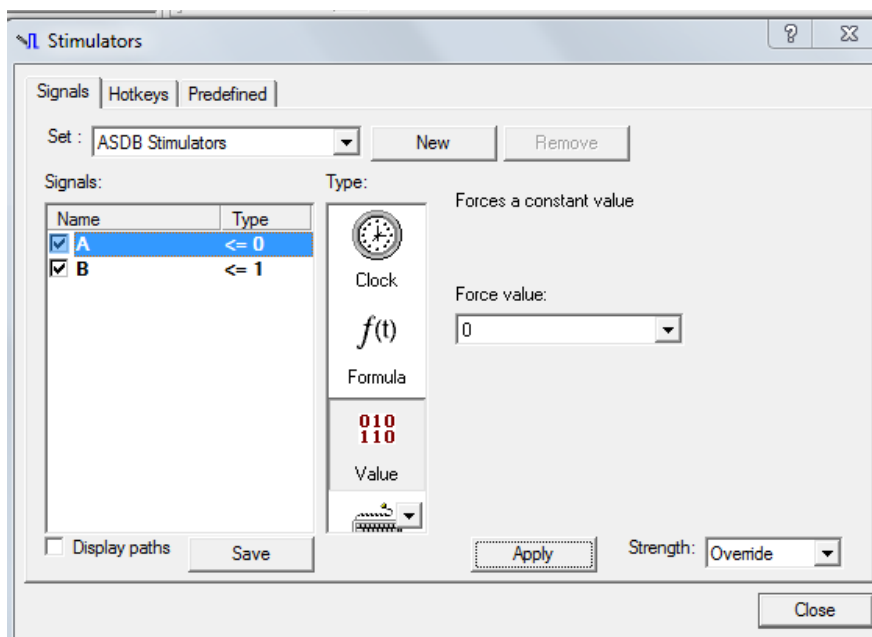 Stimulators
Signals Hotkeys Predefined
Set : ASDB Stimulators New Remove
Signals: Type:
Name Type
A <= 0
B <= 1
Clock
f(t)
Formula
010
110
Value
Forces a constant value
Force value:
0
Display paths Save Apply Strength: Override
Close